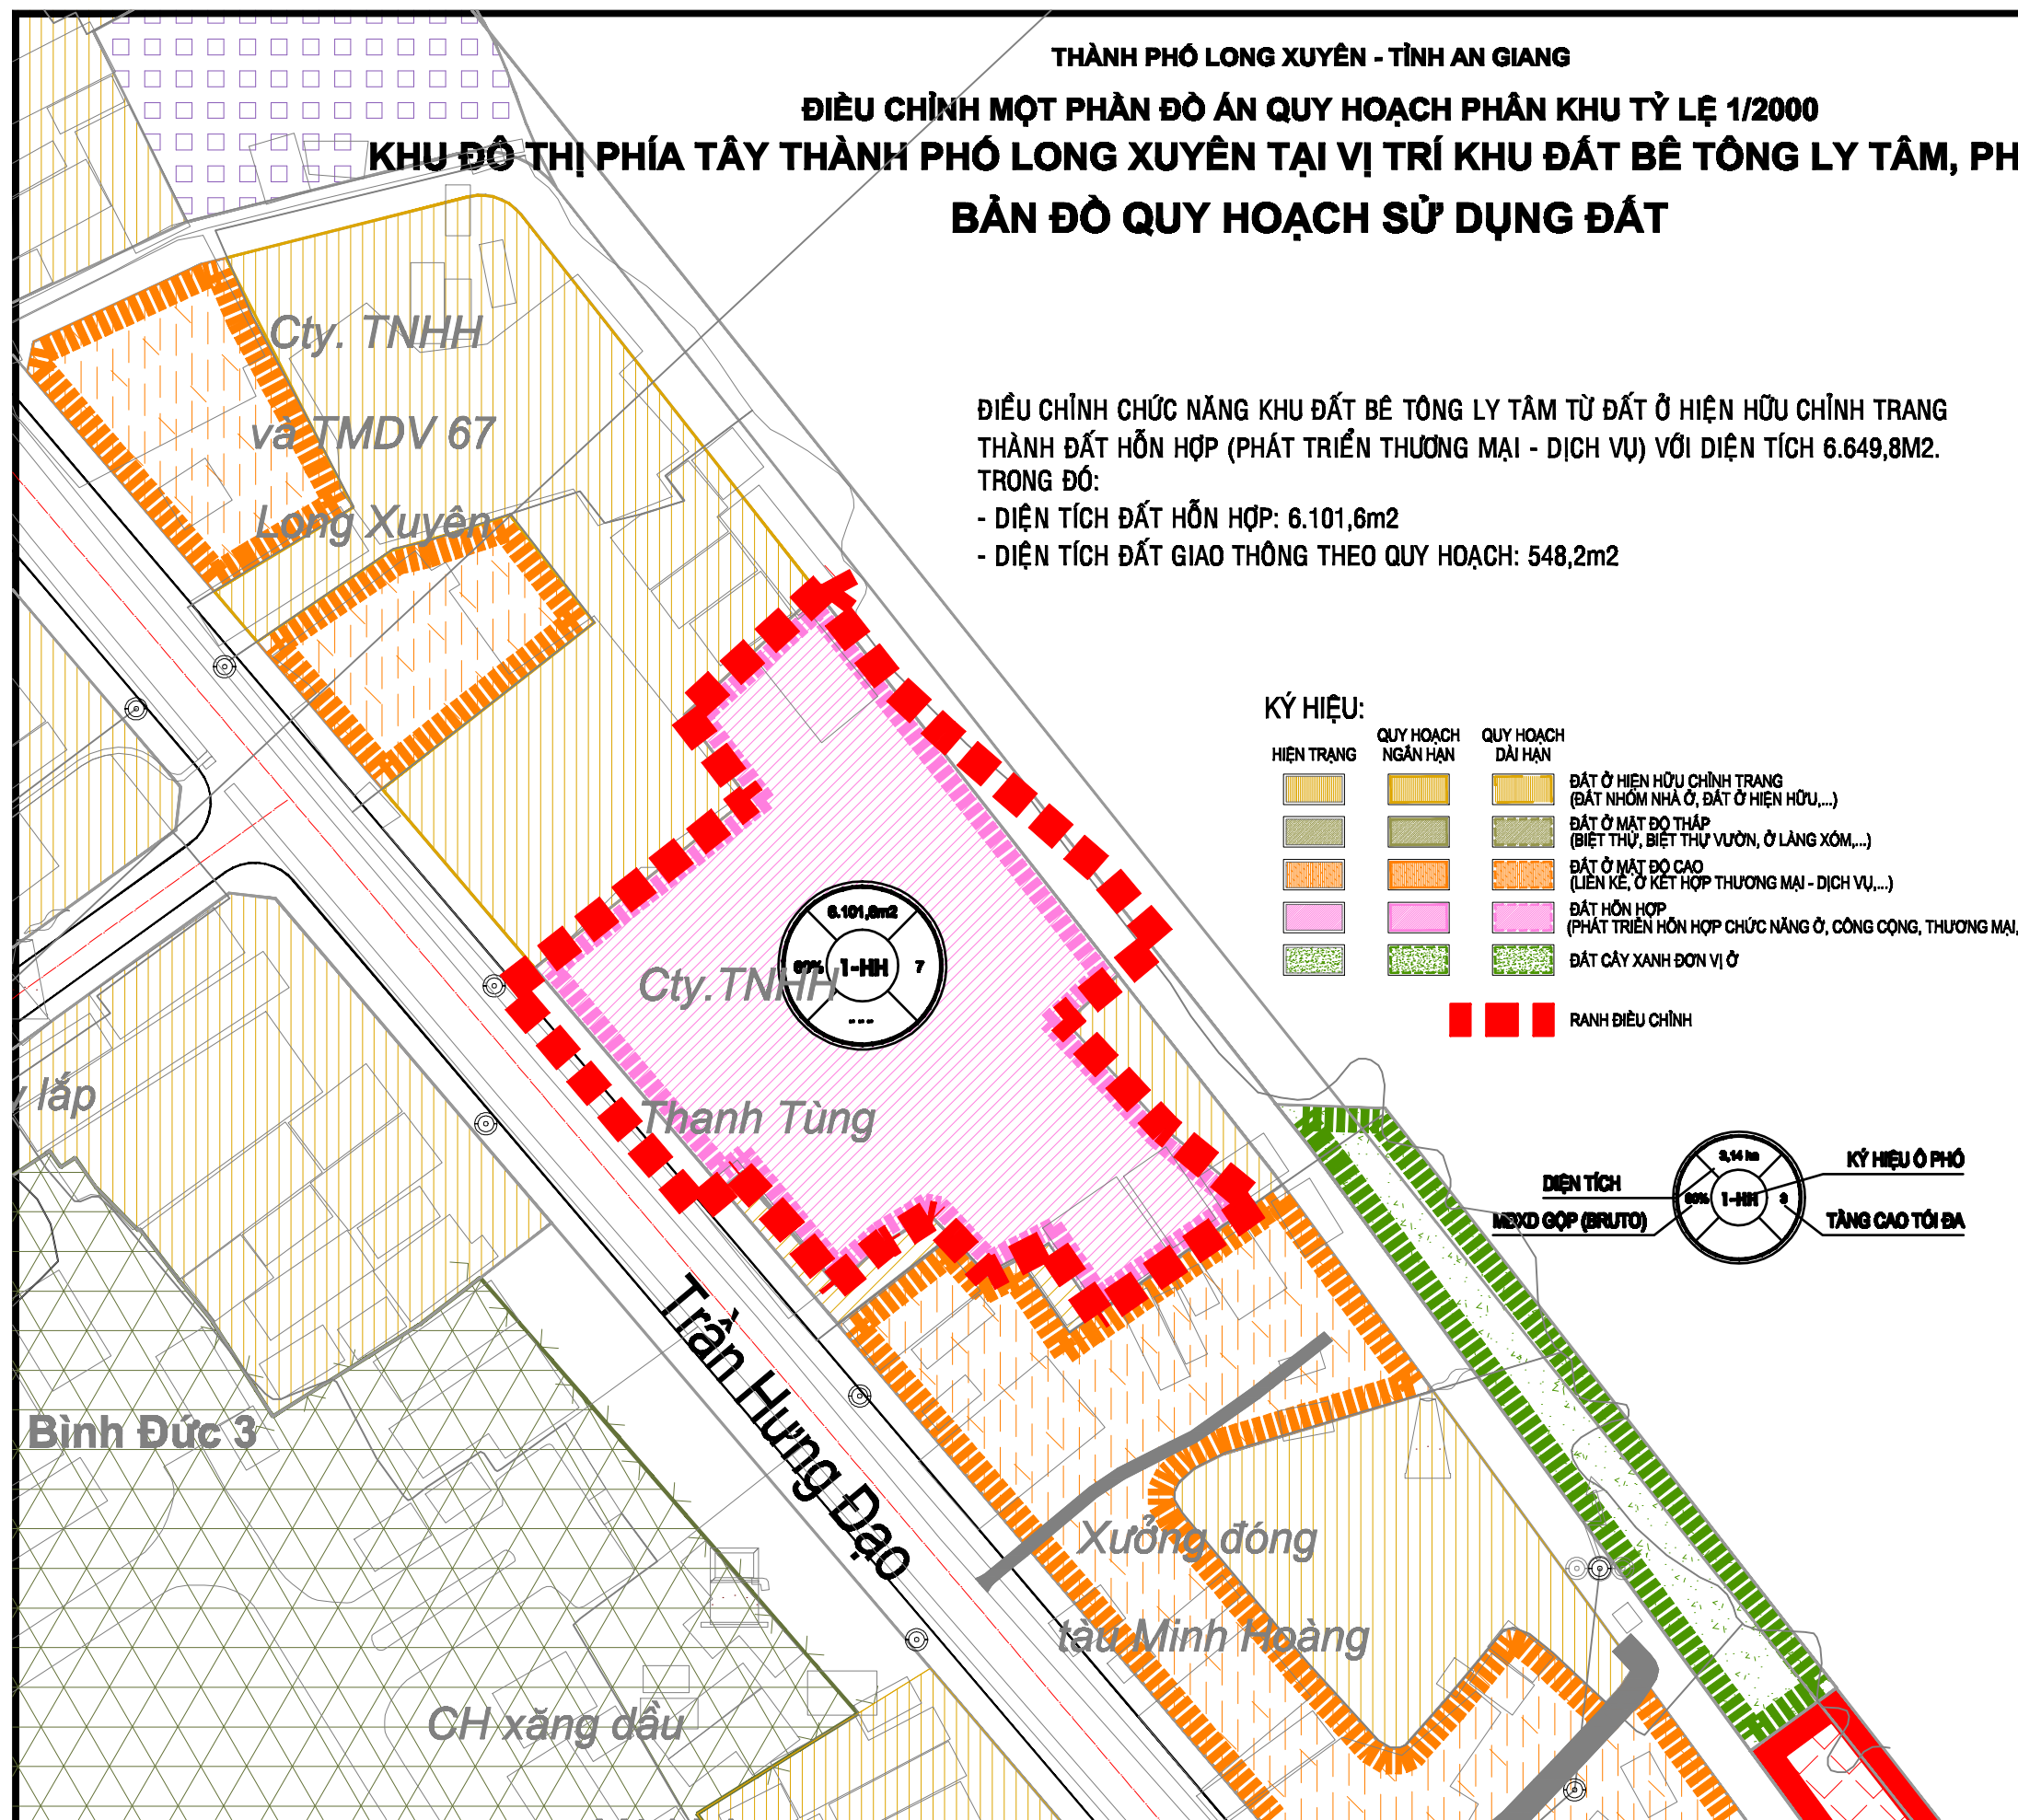 THÀNH PHỐ LONG XUYÊN - TỈNH AN GIANG
ĐIỀU CHỈNH MỘT PHẦN ĐỒ ÁN QUY HOẠCH PHÂN KHU TỶ LỆ 1/2000
KHU ĐÔ THỊ PHÍA TÂY THÀNH PHỐ LONG XUYÊN TẠI VỊ TRÍ KHU ĐẤT BÊ TÔNG LY TÂM, PH
BẢN ĐỒ QUY HOẠCH SỬ DỤNG ĐẤT
Cty. TNHH
và TMDV 67
Long Xuyên
ĐIỀU CHỈNH CHỨC NĂNG KHU ĐẤT BÊ TÔNG LY TÂM TỪ ĐẤT Ở HIỆN HỮU CHỈNH TRANG
THÀNH ĐẤT HỖN HỢP (PHÁT TRIỂN THƯƠNG MẠI - DỊCH VỤ) VỚI DIỆN TÍCH 6.649,8M2.
TRONG ĐÓ:
- DIỆN TÍCH ĐẤT HỖN HỢP: 6.101,6m2
- DIỆN TÍCH ĐẤT GIAO THÔNG THEO QUY HOẠCH: 548,2m2
KÝ HIỆU:
HIỆN TRẠNG
QUY HOẠCH
NGẮN HẠN
QUY HOẠCH
DÀI HẠN
ĐẤT Ở HIỆN HỮU CHỈNH TRANG
(ĐẤT NHÓM NHÀ Ở, ĐẤT Ở HIỆN HỮU,...)
ĐẤT Ở MẬT ĐỘ THẤP
(BIỆT THỰ, BIỆT THỰ VƯỜN, Ở LÀNG XÓM,...)
ĐẤT Ở MẬT ĐỘ CAO
(LIÊN KẾ, Ở KẾT HỢP THƯƠNG MẠI - DỊCH VỤ,...)
ĐẤT HỖN HỢP
(PHÁT TRIỂN HỖN HỢP CHỨC NĂNG Ở, CÔNG CỘNG, THƯƠNG MẠI,
ĐẤT CÂY XANH ĐƠN VỊ Ở
RANH ĐIỀU CHỈNH
6.101,6m2
1-HH
7
---
Cty.TNHH
Thanh Tùng
lắp
3,14 ha
80%
1-HH
3
DIỆN TÍCH
MĐXD GỘP (BRUTO)
KÝ HIỆU Ô PHỐ
TẦNG CAO TỐI ĐA
Trần Hưng Đạo
Bình Đức 3
Xưởng đóng
tàu Minh Hoàng
CH xăng dầu